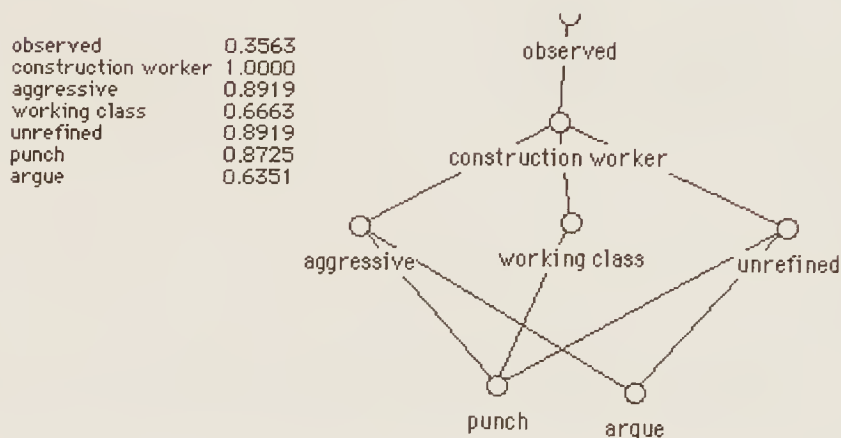 observed 0.3563
construction worker 1.0000
aggressive 0.8919
working class 0.6663
unrefined 0.8919
punch 0.8725
argue 0.6351
observed
construction worker
aggressive working class unrefined
punch argue